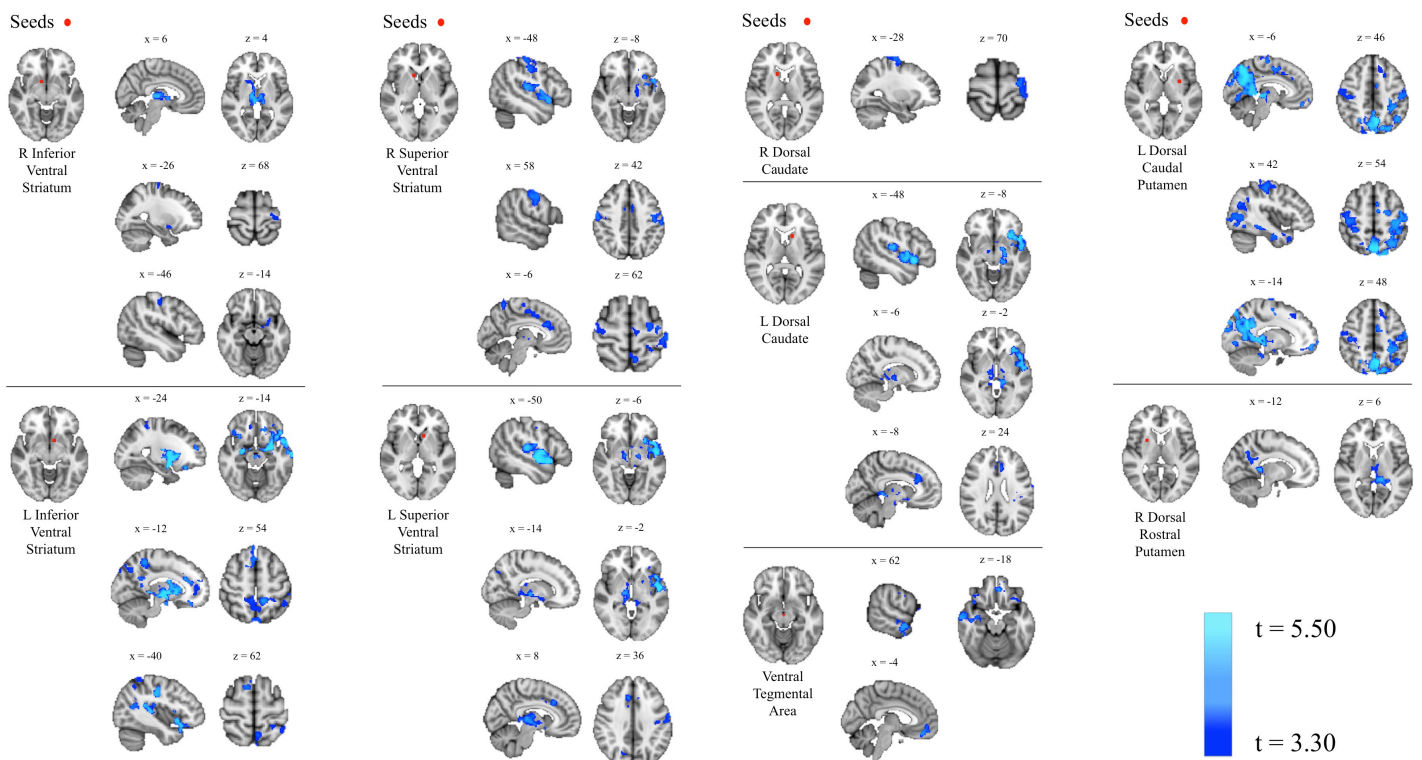 Seeds
x = 6
z = 4
R Inferior
Ventral
Striatum
x = -26
z = 68
x = -46
z = -14
x = -24
z = -14
L Inferior
Ventral
Striatum
x = -12
z = 54
x = -40
z = 62
Seeds
x = -48
z = -8
R Superior
Ventral
Striatum
x = 58
z = 42
x = -6
z = 62
x = -50
z = -6
L Superior
Ventral
Striatum
x = -14
z = -2
x = 8
z = 36
Seeds
x = -28
z = 70
R Dorsal
Caudate
x = -48
z = -8
L Dorsal
Caudate
x = -6
z = -2
x = -8
z = 24
x = 62
z = -18
Ventral
Tegmental
Area
x = -4
Seeds
x = -6
z = 46
L Dorsal
Caudal
Putamen
x = 42
z = 54
x = -14
z = 48
x = -12
z = 6
R Dorsal
Rostral
Putamen
t = 5.50
t = 3.30